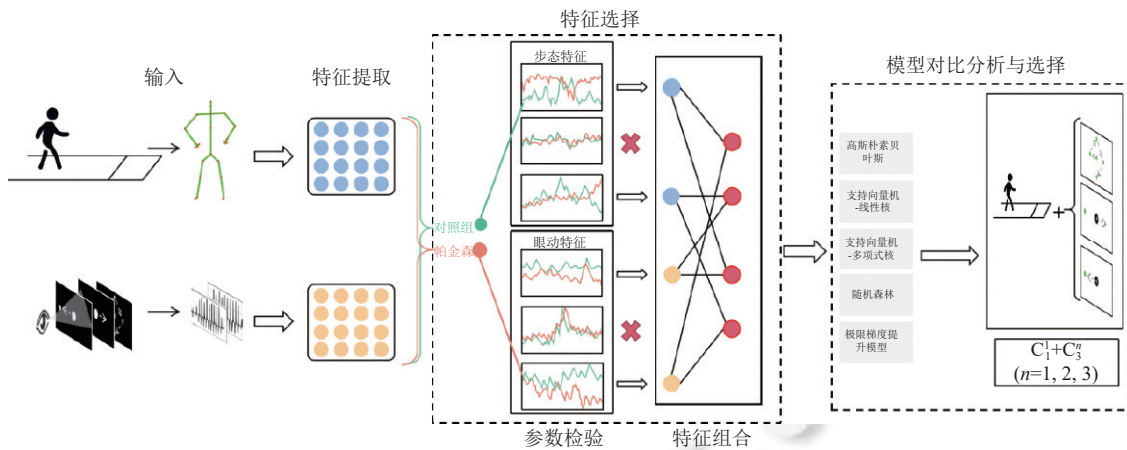 特征选择
输入
特征提取
步态特征
对照组
帕金森
眼动特征
参数检验
特征组合
模型对比分析与选择
高斯朴素贝
叶斯
支持向量机
-线性核
支持向量机
-多项式核
随机森林
极限梯度提
升模型
+
C₁¹+C₃ⁿ
(n=1, 2, 3)